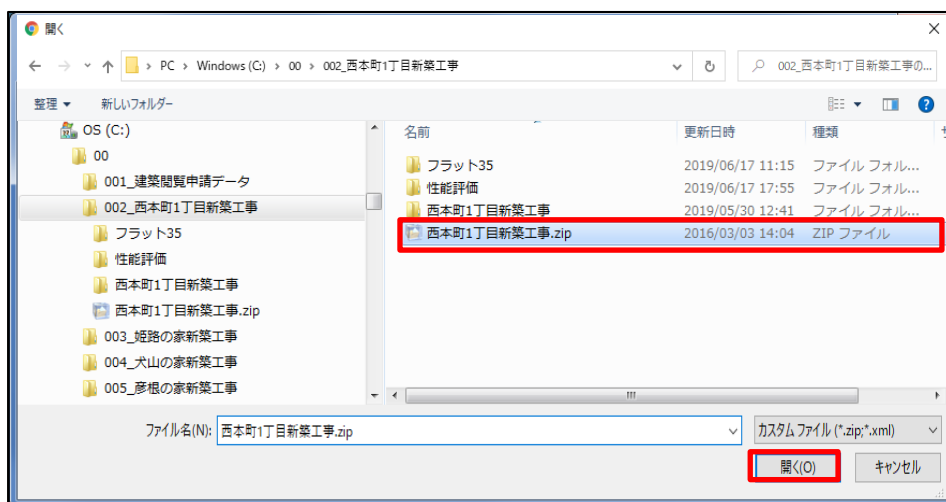 開く
PC › Windows (C:) › 00 › 002_西本町1丁目新築工事
002_西本町1丁目新築工事の...
整理 新しいフォルダー
OS (C:)
00
001_建築閲覧申請データ
002_西本町1丁目新築工事
フラット35
性能評価
西本町1丁目新築工事
西本町1丁目新築工事.zip
003_姫路の家新築工事
004_犬山の家新築工事
005_彦根の家新築工事
名前 更新日時 種類
フラット35 2019/06/17 11:15 ファイル フォル...
性能評価 2019/06/17 17:55 ファイル フォル...
西本町1丁目新築工事 2019/05/30 12:41 ファイル フォル...
西本町1丁目新築工事.zip 2016/03/03 14:04 ZIP ファイル
ファイル名(N): 西本町1丁目新築工事.zip カスタム ファイル (*.zip;*.xml)
開く(O) キャンセル